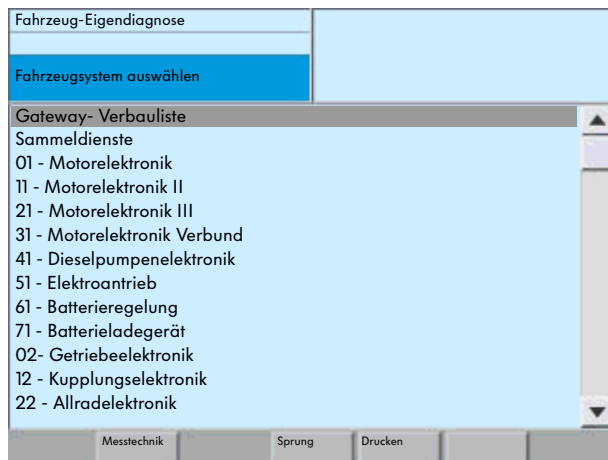 Fahrzeug-Eigendiagnose
Fahrzeugsystem auswählen
Gateway- Verbauliste
Sammeldienste
01 - Motorelektronik
11 - Motorelektronik II
21 - Motorelektronik III
31 - Motorelektronik Verbund
41 - Dieselpumpenelektronik
51 - Elektroantrieb
61 - Batterieregelung
71 - Batterieladegerät
02- Getriebeelektronik
12 - Kupplungselektronik
22 - Allradelektronik
Messtechnik Sprung Drucken